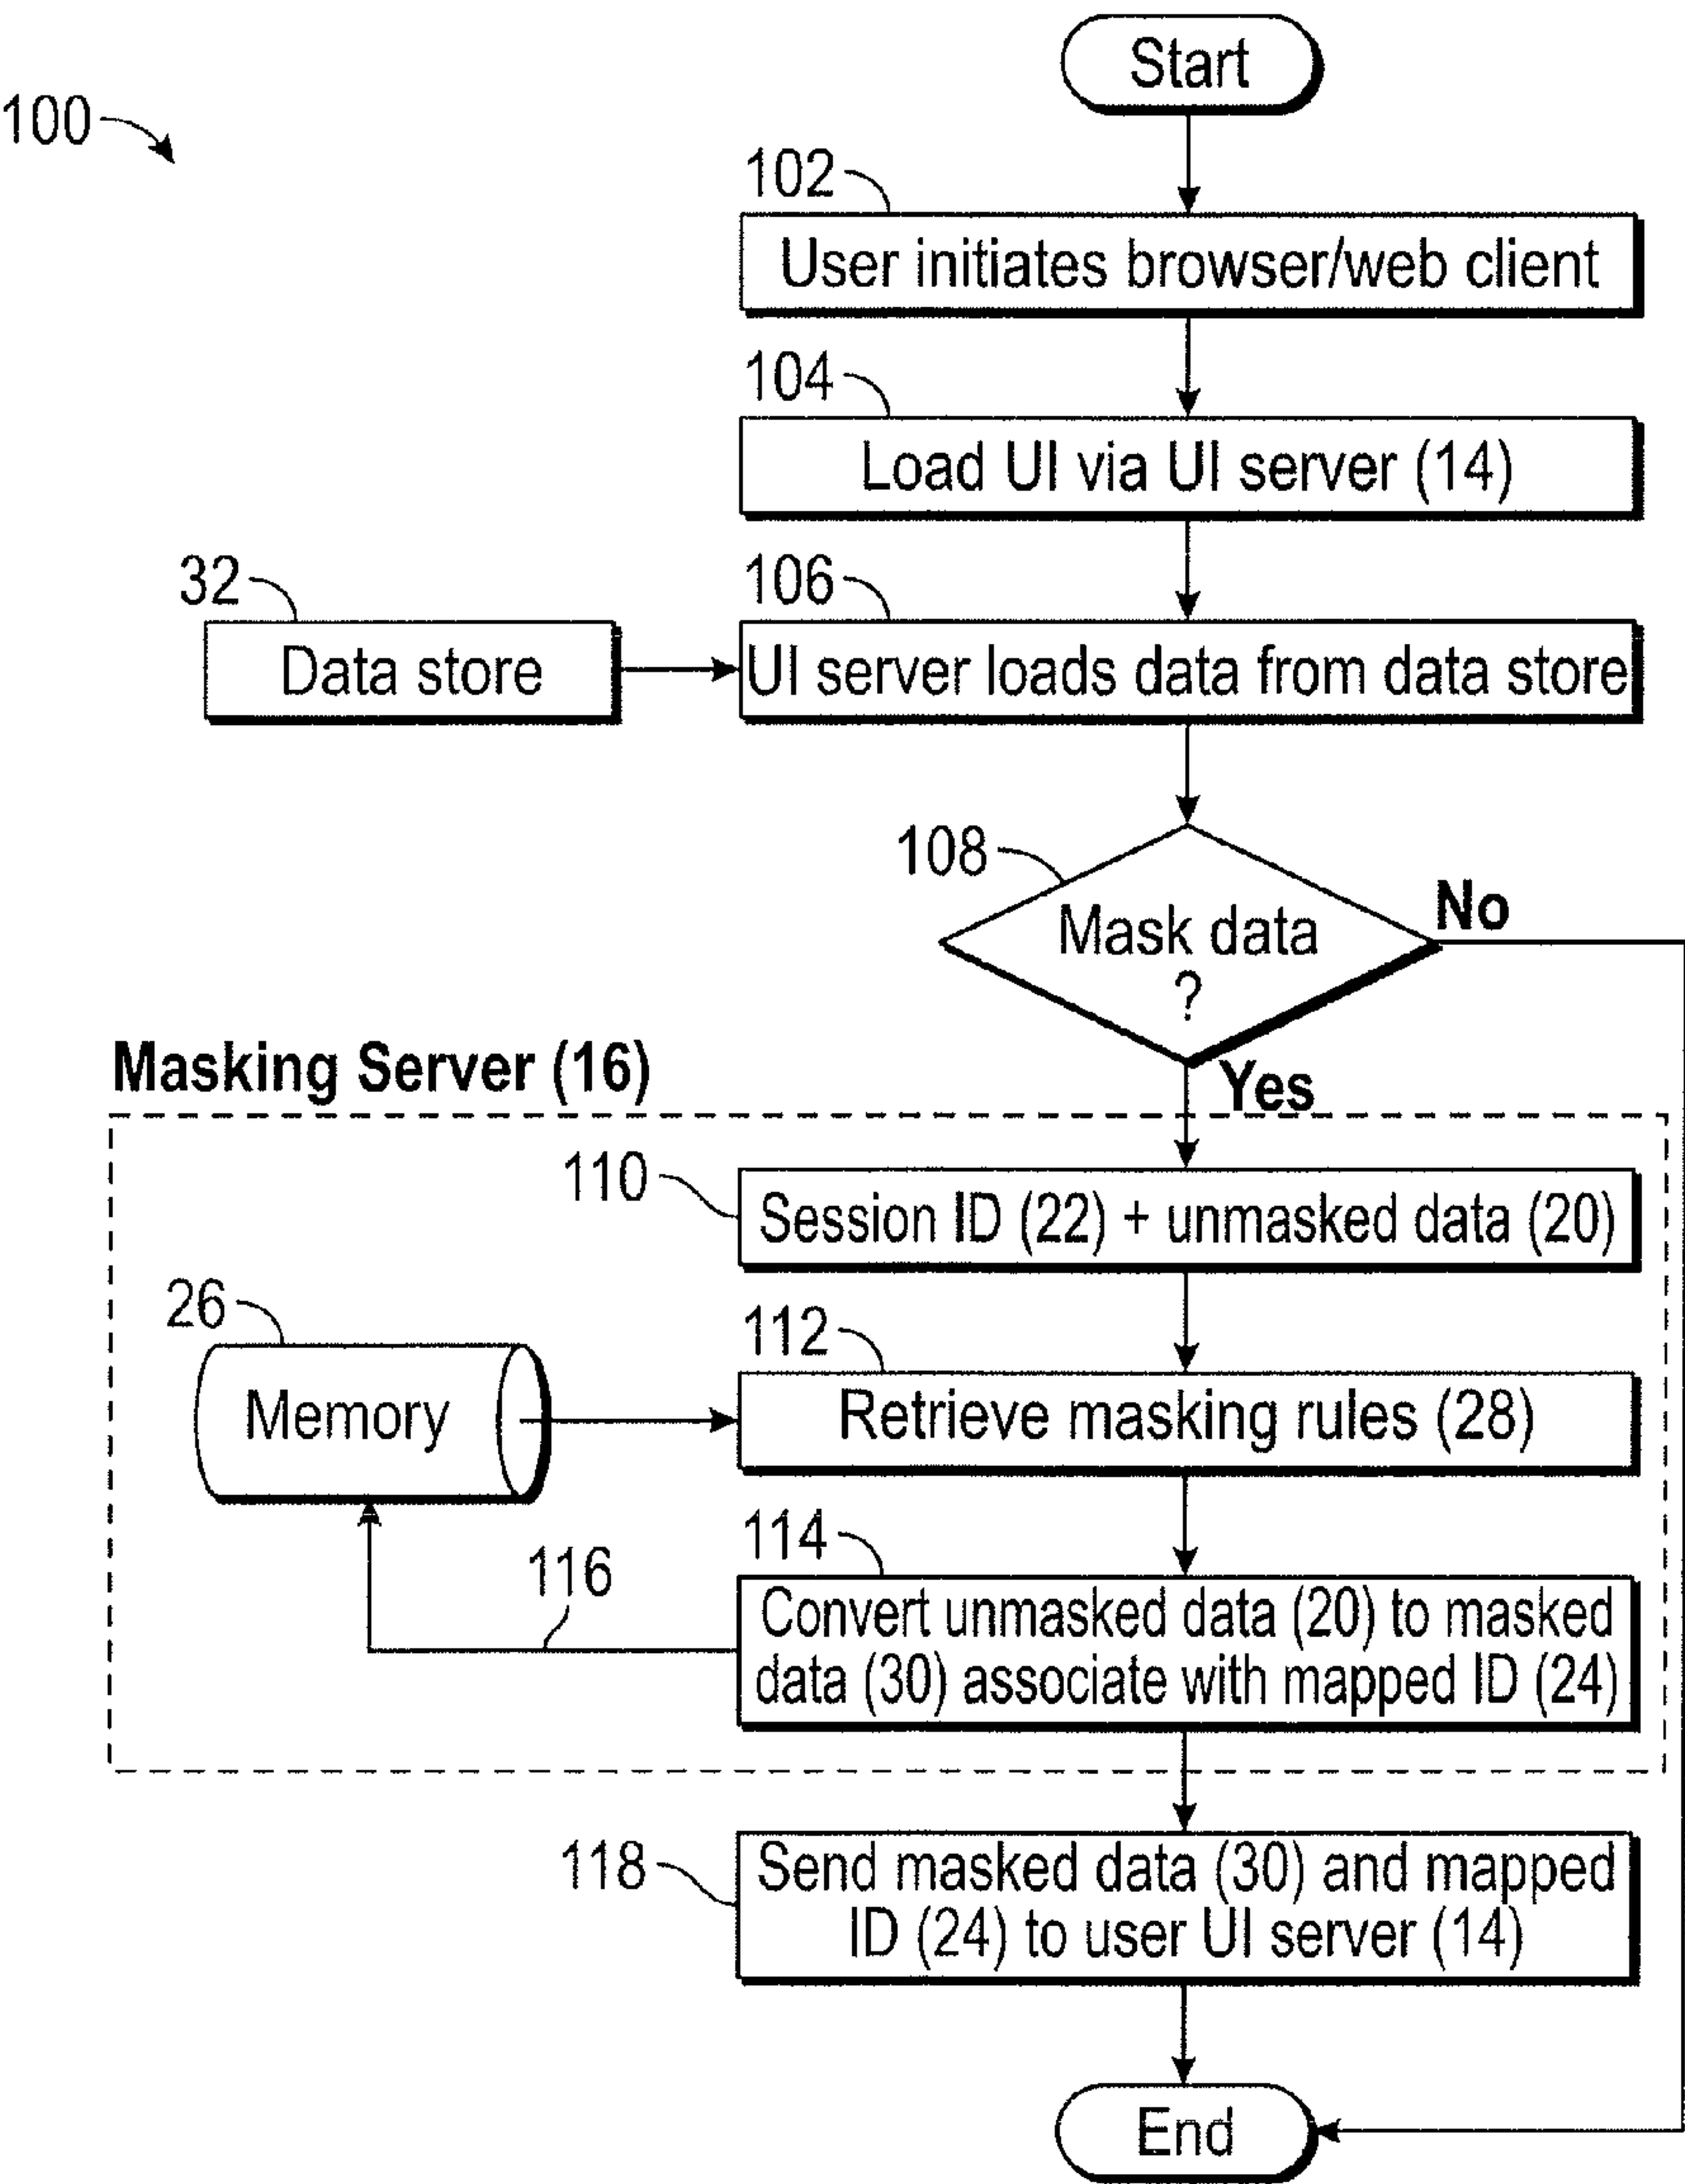 Start
100
102
User initiates browser/web client
104
Load UI via UI server (14)
32
106
Data store
UI server loads data from data store
108
Mask data
?
No
Yes
Masking Server (16)
110
Session ID (22) + unmasked data (20)
26
112
Memory
Retrieve masking rules (28)
114
116
Convert unmasked data (20) to masked
data (30) associate with mapped ID (24)
118
Send masked data (30) and mapped
ID (24) to user UI server (14)
End